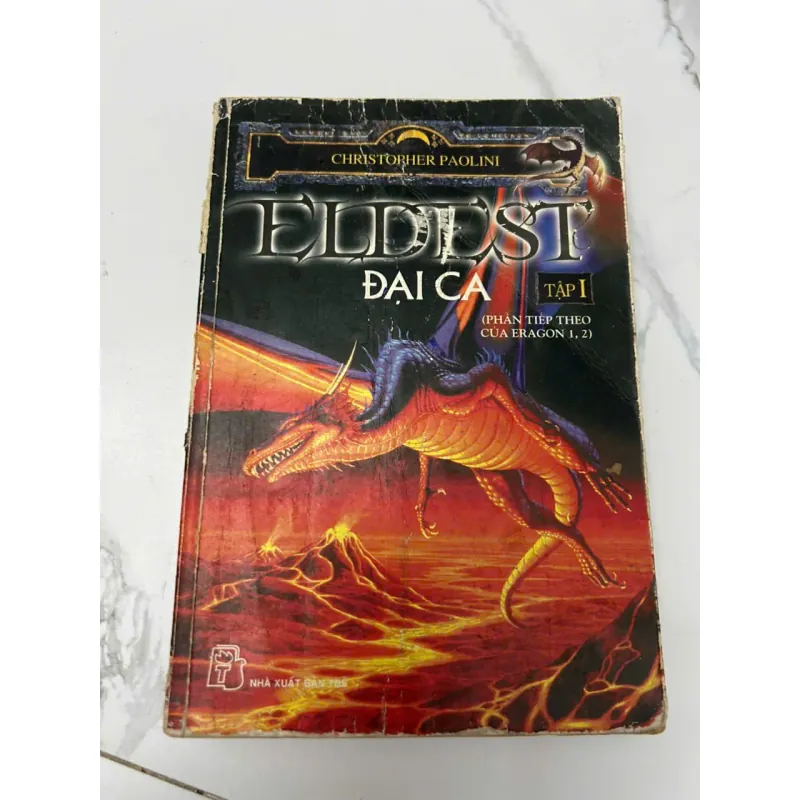 CHRISTOPHER PAOLINI
ELDEST
ĐẠI CA
TẬP I
(PHẦN TIẾP THEO
CỦA ERAGON 1, 2)
NHÀ XUẤT BẢN TRẺ